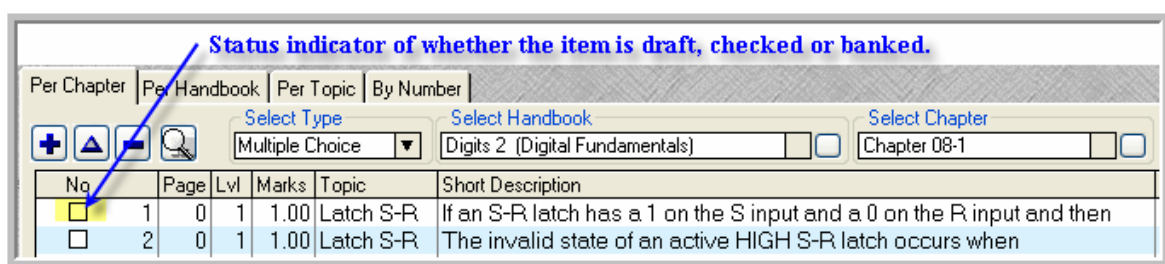 Status indicator of whether the item is draft, checked or banked.
Per Chapter Per Handbook Per Topic By Number
Select Type Select Handbook Select Chapter
Multiple Choice Digits 2 (Digital Fundamentals) Chapter 08-1
No Page Lvl Marks Topic Short Description
1 0 1 1.00 Latch S-R If an S-R latch has a 1 on the S input and a 0 on the R input and then
2 0 1 1.00 Latch S-R The invalid state of an active HIGH S-R latch occurs when